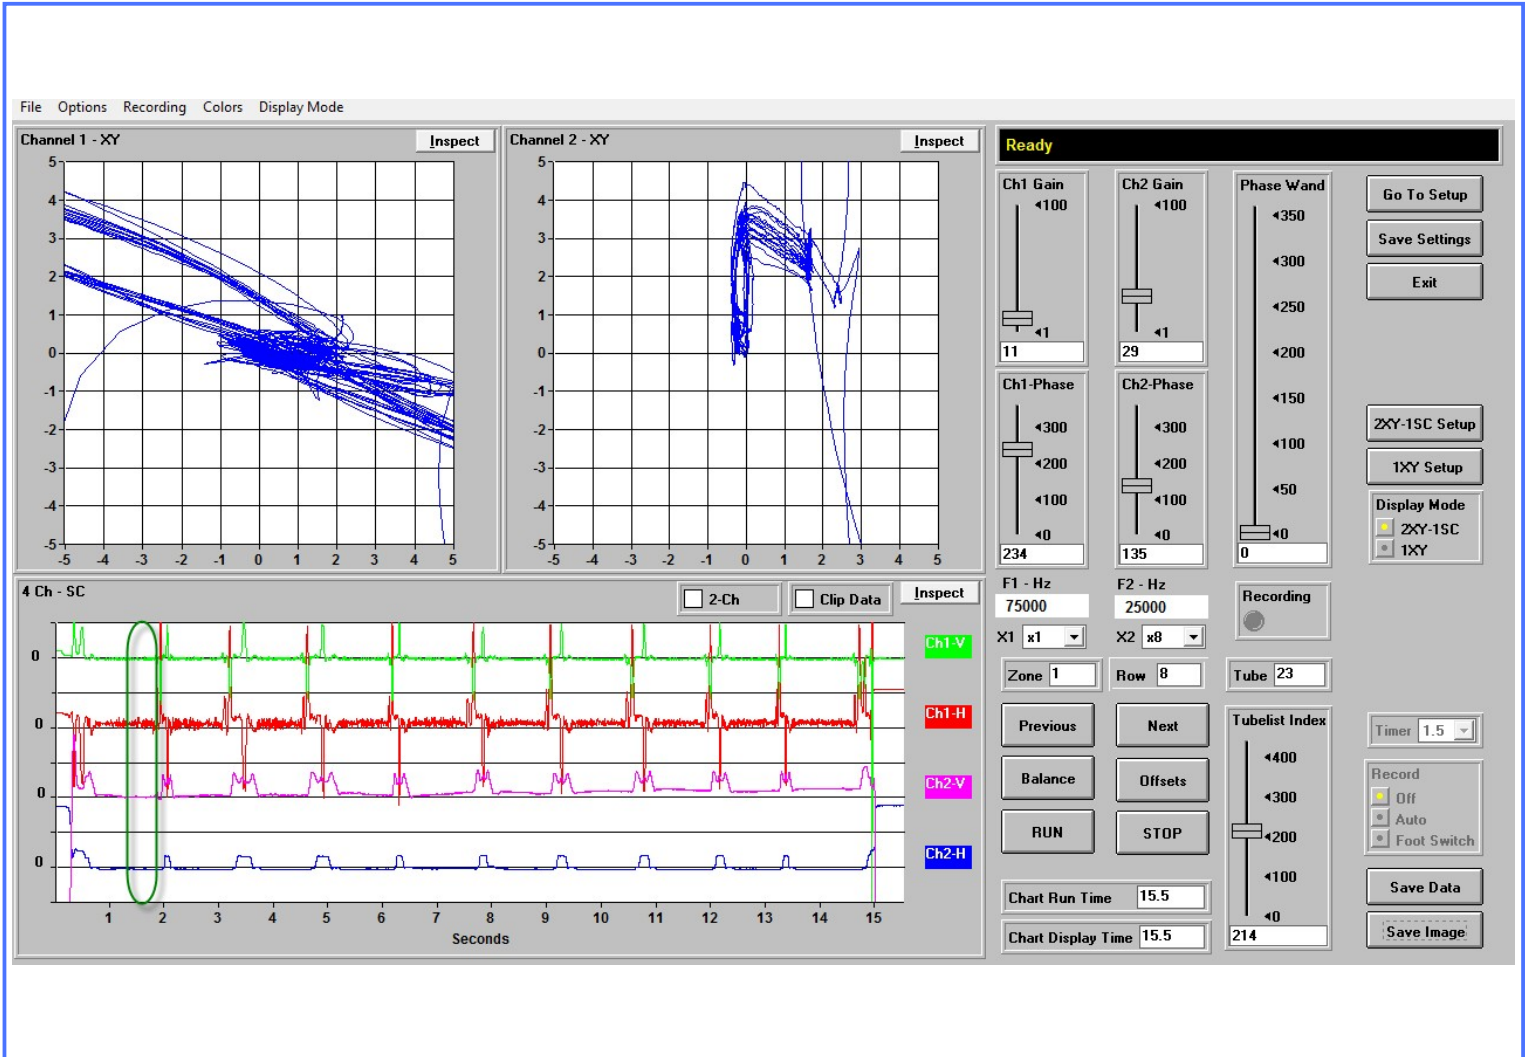 File Options Recording Colors Display Mode
Channel 1 - XY
Inspect
5
4
3
2
1
0
-1
-2
-3
-4
-5
-5 -4 -3 -2 -1 0 1 2 3 4 5
Channel 2 - XY
Inspect
5
4
3
2
1
0
-1
-2
-3
-4
-5
-5 -4 -3 -2 -1 0 1 2 3 4 5
4 Ch - SC
2-Ch
Clip Data
Inspect
0
0
0
0
Ch1-V
Ch1-H
Ch2-V
Ch2-H
1 2 3 4 5 6 7 8 9 10 11 12 13 14 15
Seconds
Ready
Ch1 Gain
100
1
11
Ch2 Gain
100
1
29
Phase Wand
350
300
250
200
150
100
50
0
0
Ch1-Phase
300
200
100
0
234
Ch2-Phase
300
200
100
0
135
Go To Setup
Save Settings
Exit
2XY-1SC Setup
1XY Setup
Display Mode
2XY-1SC
1XY
F1 - Hz
75000
F2 - Hz
25000
Recording
X1 x1
X2 x8
Zone 1
Row 8
Tube 23
Previous
Next
Balance
Offsets
RUN
STOP
Tubelist Index
400
300
200
100
0
214
Timer 1.5
Record
Off
Auto
Foot Switch
Chart Run Time 15.5
Chart Display Time 15.5
Save Data
Save Image